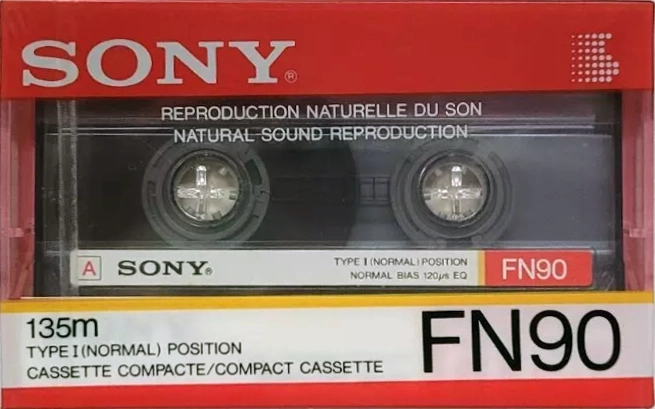 SONY®
REPRODUCTION NATURELLE DU SON
NATURAL SOUND REPRODUCTION
A SONY® TYPE I (NORMAL) POSITION
NORMAL BIAS 120μs EQ
FN90
135m
TYPE I (NORMAL) POSITION
CASSETTE COMPACTE/COMPACT CASSETTE
FN90